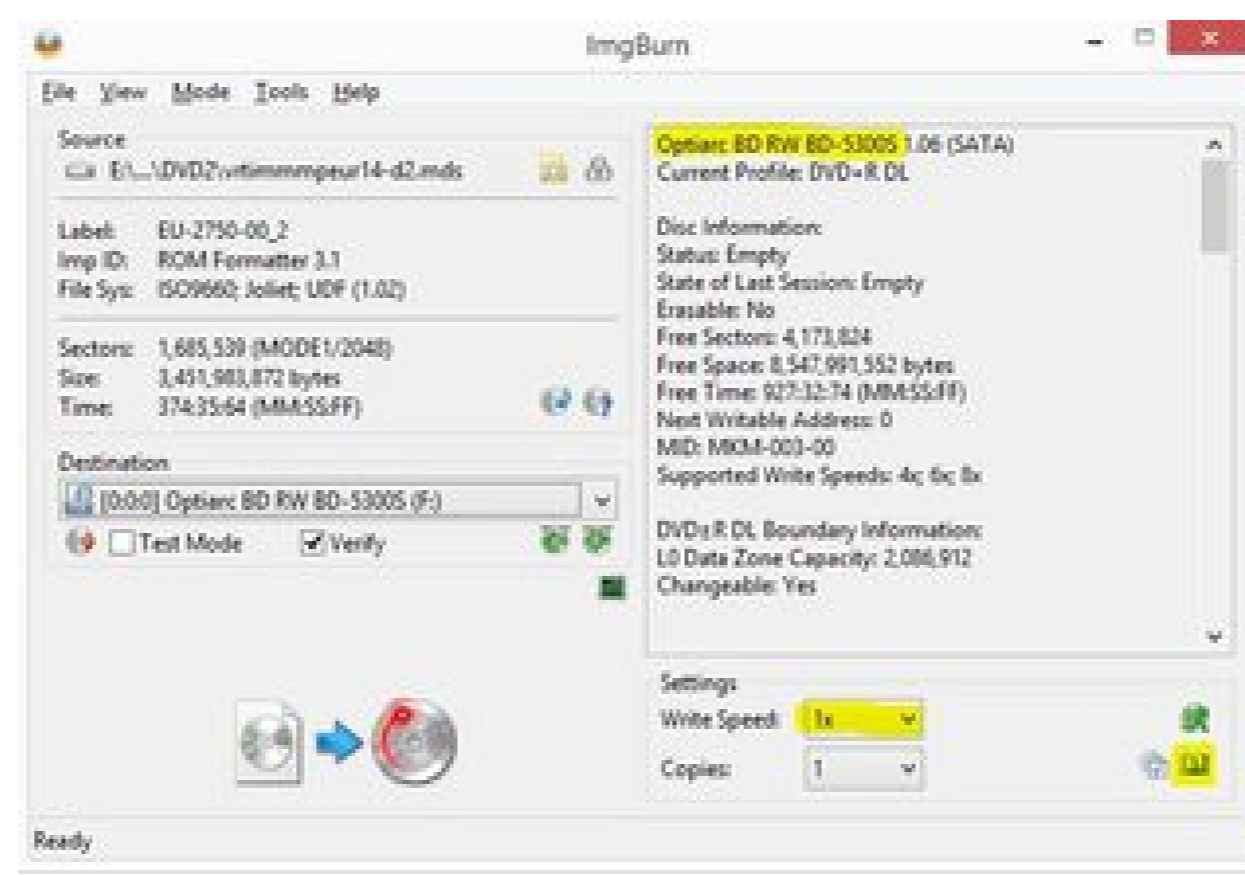 ImgBurn
File View Mode Tools Help
Source
E:\...\DVD2\vrtimmmpeur14-d2.mds
Label: EU-2750-00_2
Imp ID: ROM Formatter 3.1
File Sys: ISO9660; Joliet; UDF (1.02)
Sectors: 1,685,539 (MODE1/2048)
Size: 3,451,983,872 bytes
Time: 374:35:64 (MM:SS:FF)
Destination
[0:0:0] Optiarc BD RW BD-5300S (F:)
Test Mode Verify
Optiarc BD RW BD-5300S 1.06 (SATA)
Current Profile: DVD+R DL
Disc Information:
Status: Empty
State of Last Session: Empty
Erasable: No
Free Sectors: 4,173,824
Free Space: 8,547,991,552 bytes
Free Time: 927:32:74 (MM:SS:FF)
Next Writable Address: 0
MID: MKM-003-00
Supported Write Speeds: 4x; 6x; 8x
DVD±R DL Boundary Information:
L0 Data Zone Capacity: 2,086,912
Changeable: Yes
Settings
Write Speed: 1x
Copies: 1
Ready